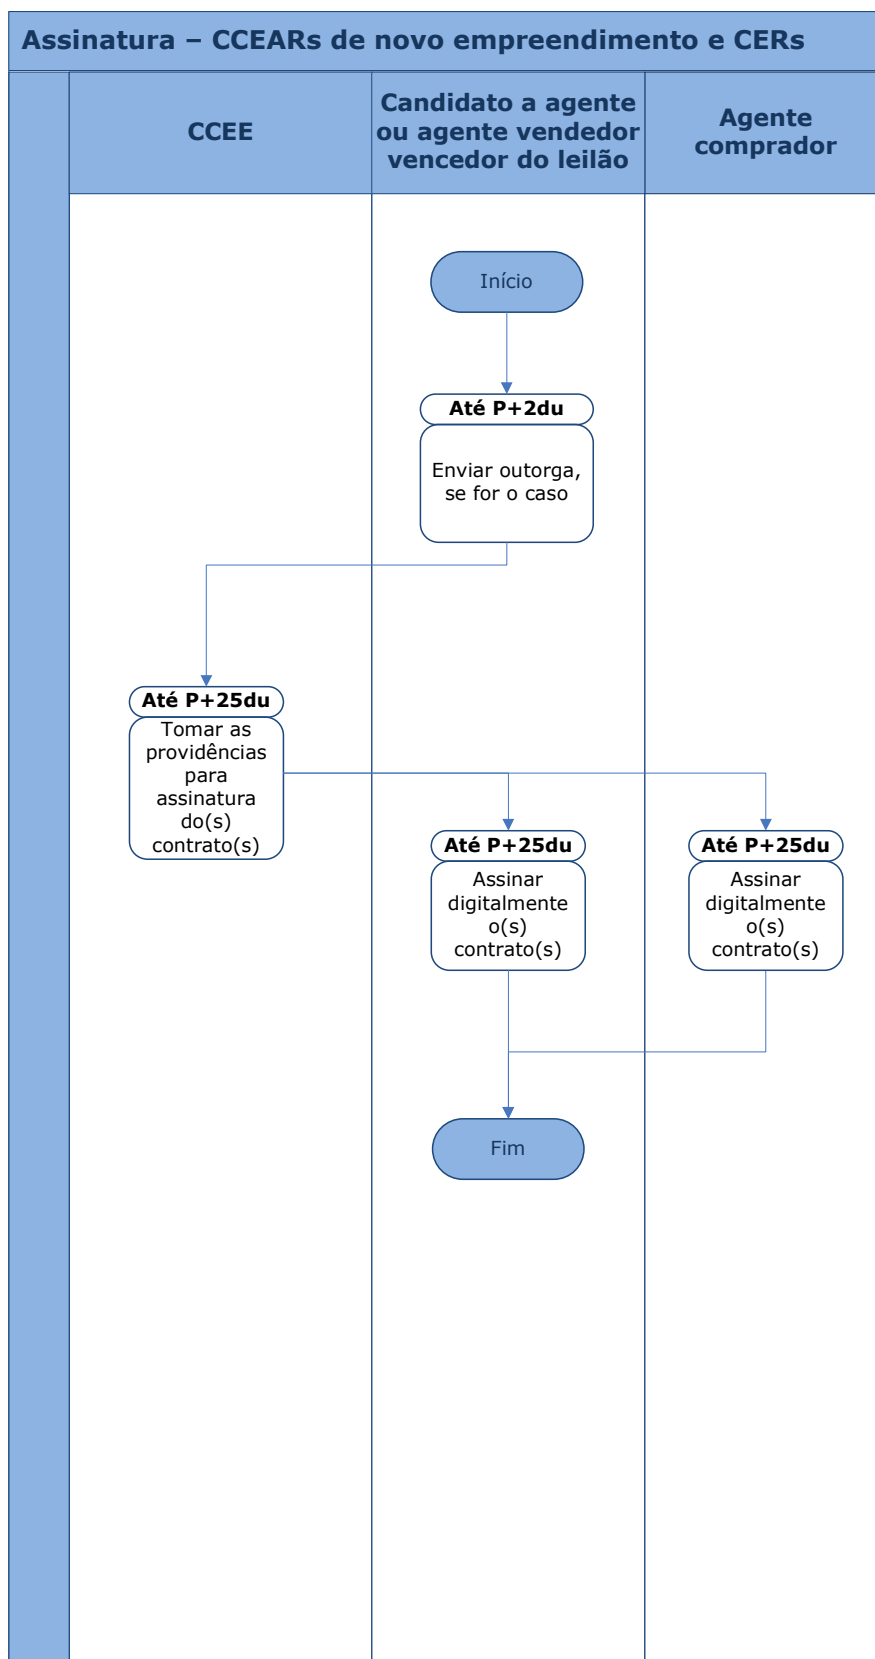 Assinatura – CCEARs de novo empreendimento e CERs
CCEE
Candidato a agente
ou agente vendedor
vencedor do leilão
Agente
comprador
Início
Até P+2du
Enviar outorga,
se for o caso
Até P+25du
Tomar as
providências
para
assinatura
do(s)
contrato(s)
Até P+25du
Assinar
digitalmente
o(s)
contrato(s)
Até P+25du
Assinar
digitalmente
o(s)
contrato(s)
Fim